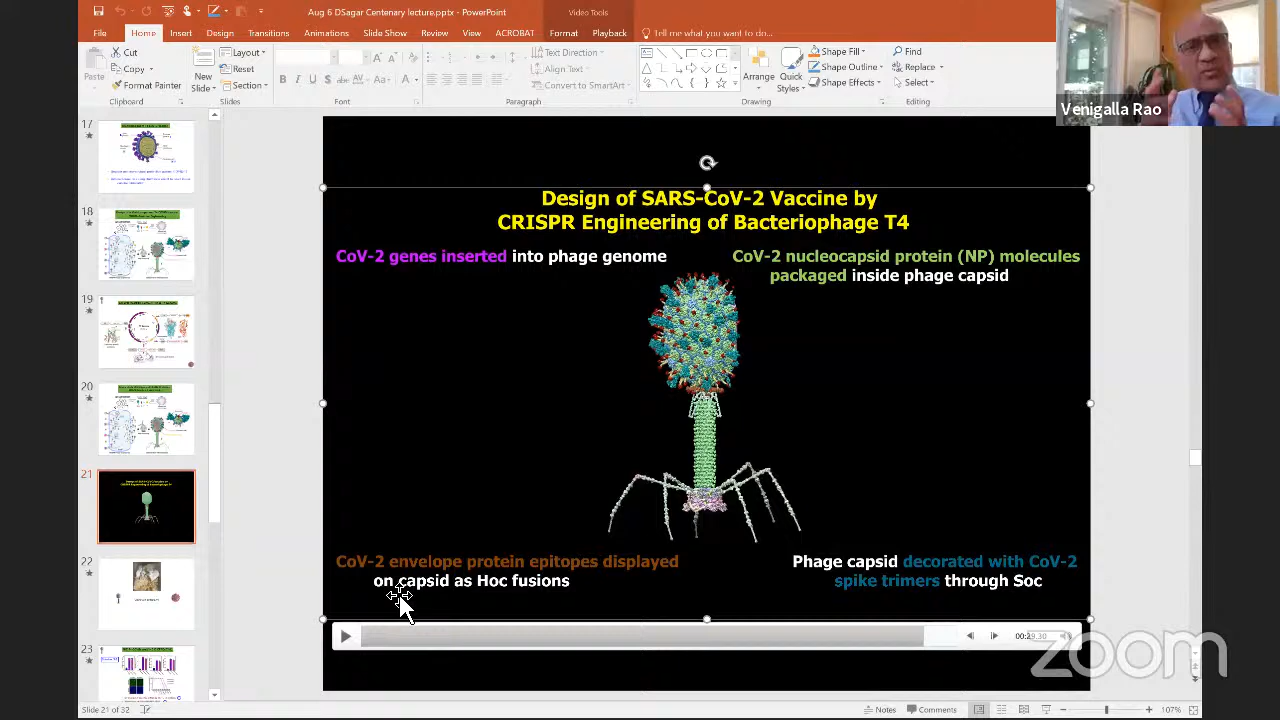 Aug 6 DSagar Centenary lecture.pptx - PowerPoint
Video Tools
File Home Insert Design Transitions Animations Slide Show Review View ACROBAT Format Playback Tell me what you want to do...
Paste
Cut
Copy
Format Painter
Clipboard
New
Slide
Layout
Reset
Section
Slides
Font
Text Direction
Align Text
Convert to SmartArt
Paragraph
Arrange
Quick
Styles
Shape Fill
Shape Outline
Shape Effects
Drawing
Find
Replace
Select
Editing
Venigalla Rao
17
18
19
20
21
22
23
Design of SARS-CoV-2 Vaccine by
CRISPR Engineering of Bacteriophage T4
CoV-2 genes inserted into phage genome
CoV-2 nucleocapsid protein (NP) molecules
packaged inside phage capsid
CoV-2 envelope protein epitopes displayed
on capsid as Hoc fusions
Phage capsid decorated with CoV-2
spike trimers through Soc
00:29.30
zoom
Slide 21 of 32
Notes
Comments
107%